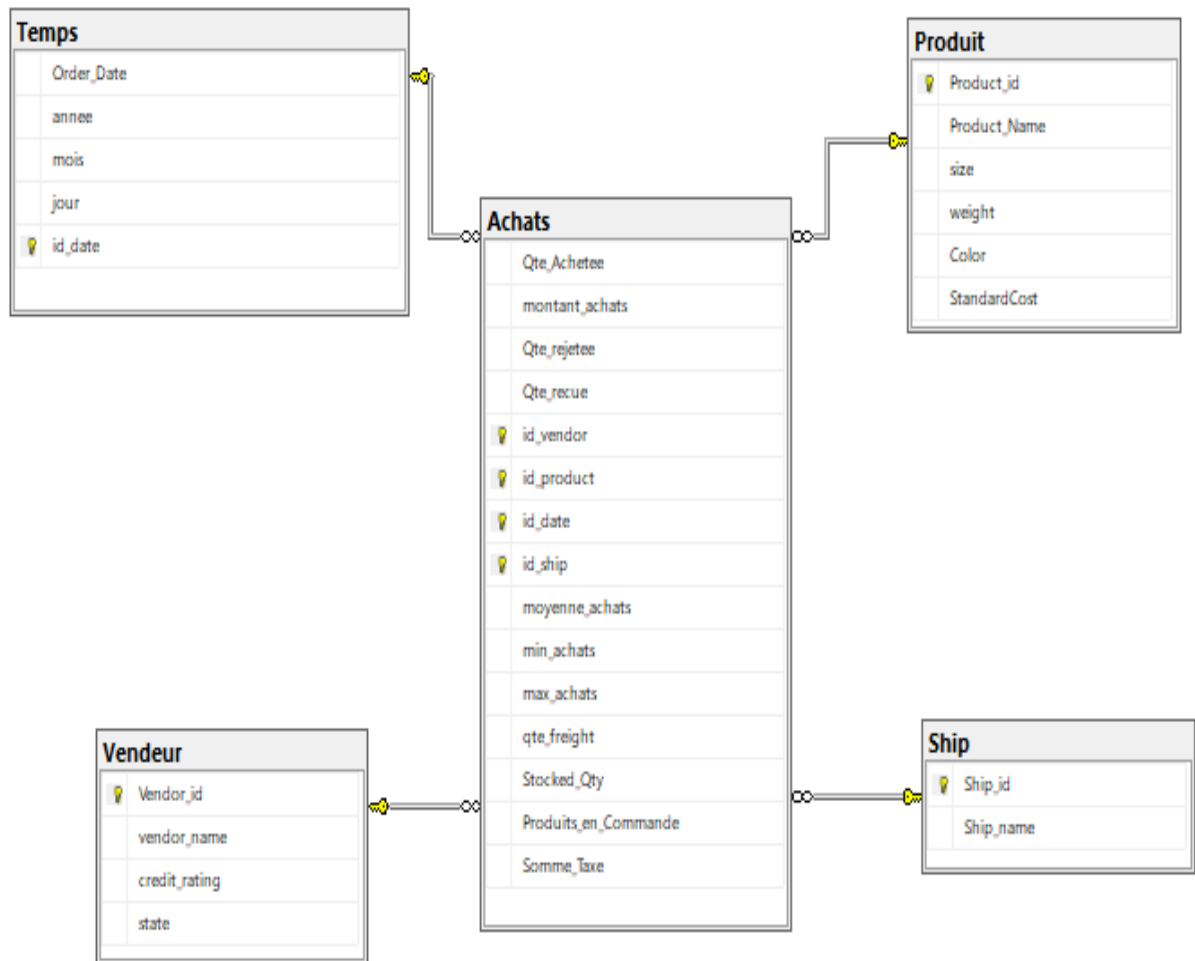 Temps
Order_Date
annee
mois
jour
id_date
Produit
Product_id
Product_Name
size
weight
Color
StandardCost
Achats
Qte_Achetee
montant_achats
Qte_rejetee
Qte_recue
id_vendor
id_product
id_date
id_ship
moyenne_achats
min_achats
max_achats
qte_freight
Stocked_Qty
Produits_en_Commande
Somme_Taxe
Vendeur
Vendor_id
vendor_name
credit_rating
state
Ship
Ship_id
Ship_name